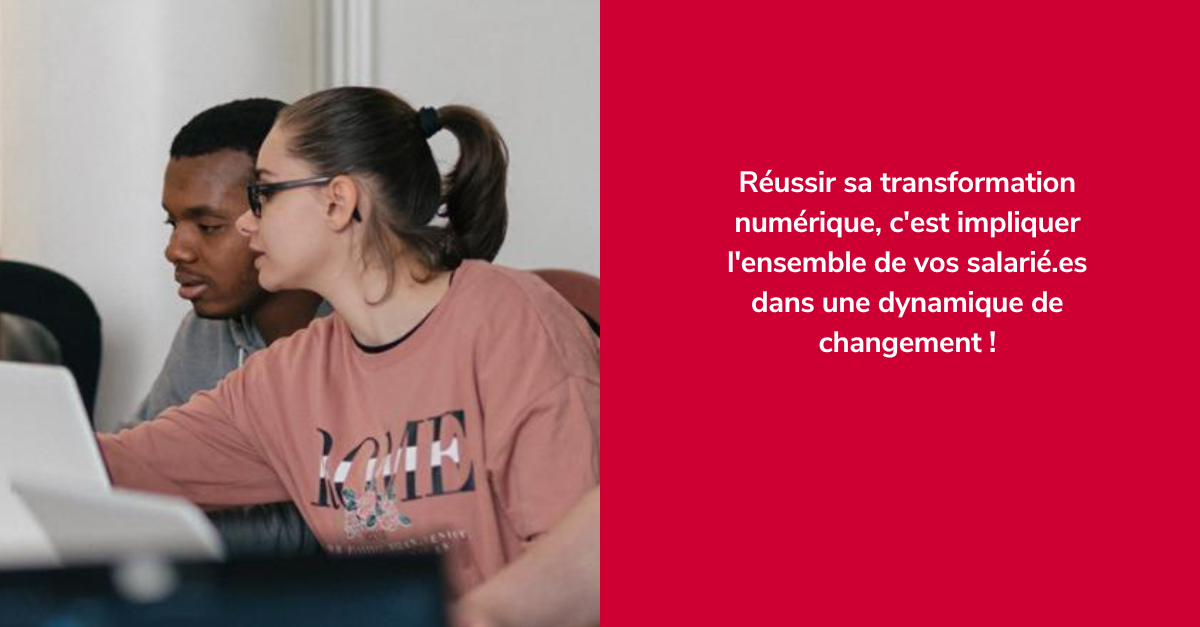 ROME
Réussir sa transformation
numérique, c'est impliquer
l'ensemble de vos salarié.es
dans une dynamique de
changement !